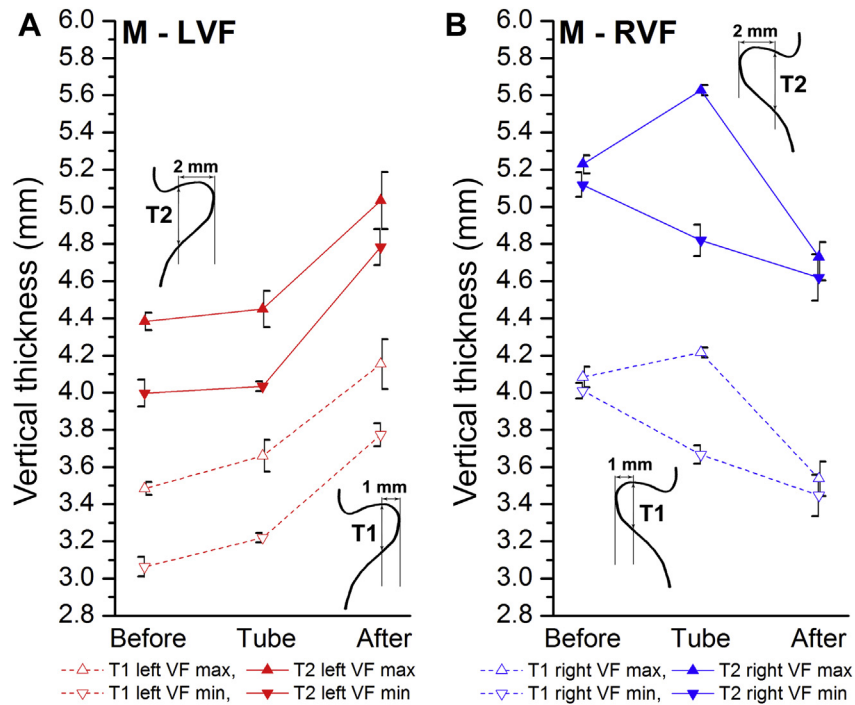 A M - LVF
6.0
5.8
5.6
5.4
5.2
5.0
4.8
4.6
4.4
4.2
4.0
3.8
3.6
3.4
3.2
3.0
2.8
Vertical thickness (mm)
2 mm
T2
1 mm
T1
Before Tube After
T1 left VF max, T2 left VF max
T1 left VF min, T2 left VF min
B M - RVF
6.0
5.8
5.6
5.4
5.2
5.0
4.8
4.6
4.4
4.2
4.0
3.8
3.6
3.4
3.2
3.0
2.8
Vertical thickness (mm)
2 mm
T2
1 mm
T1
Before Tube After
T1 right VF max, T2 right VF max
T1 right VF min, T2 right VF min